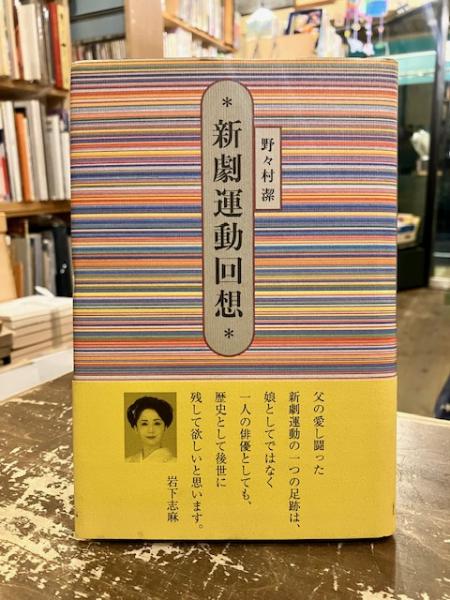 ＊新劇運動回想＊
野々村潔
父の愛し闘った
新劇運動の一つの足跡は、
娘としてではなく
一人の俳優としても、
歴史として後世に
残して欲しいと思います。
岩下志麻